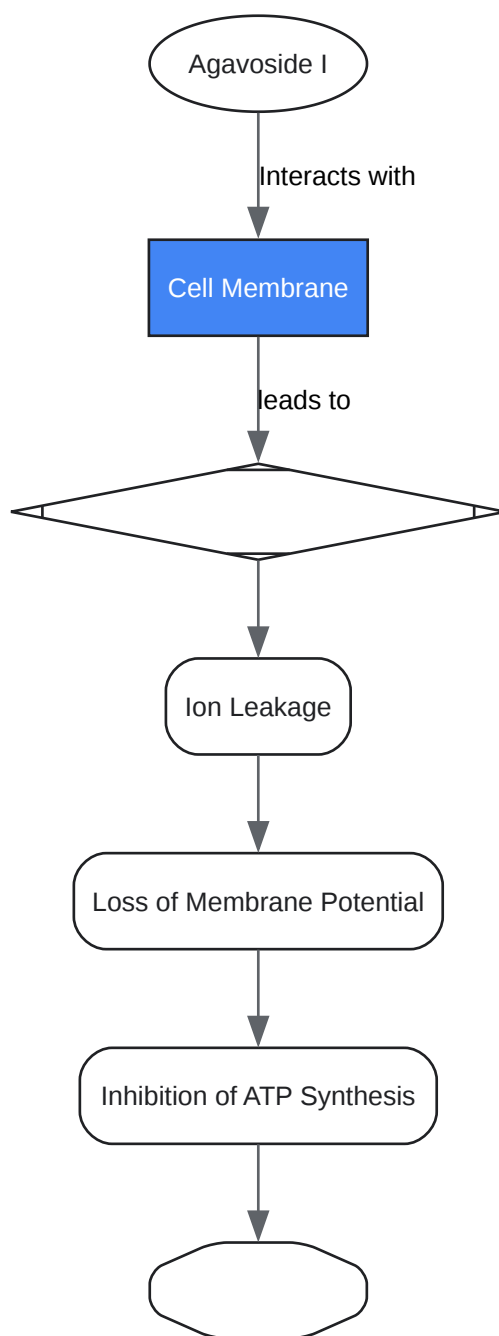 Agavoside I
Interacts with
Cell Membrane
leads to
Ion Leakage
Loss of Membrane Potential
Inhibition of ATP Synthesis